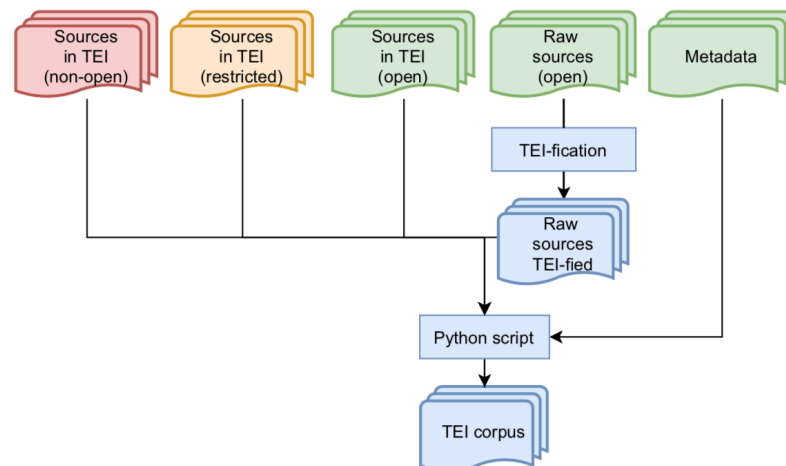 Sources
in TEI
(non-open)
Sources
in TEI
(restricted)
Sources
in TEI
(open)
Raw
sources
(open)
Metadata
TEI-fication
Raw
sources
TEI-fied
Python script
TEI corpus